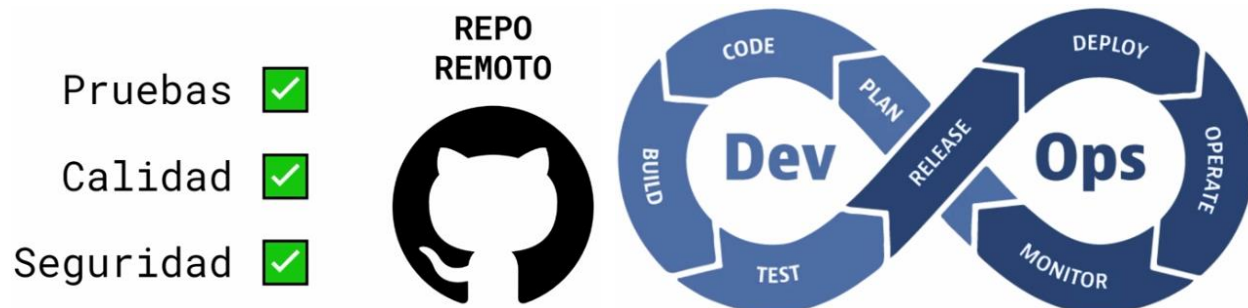 Pruebas
Calidad
Seguridad
REPO
REMOTO
CODE
PLAN
BUILD
TEST
Dev
RELEASE
DEPLOY
OPERATE
MONITOR
Ops